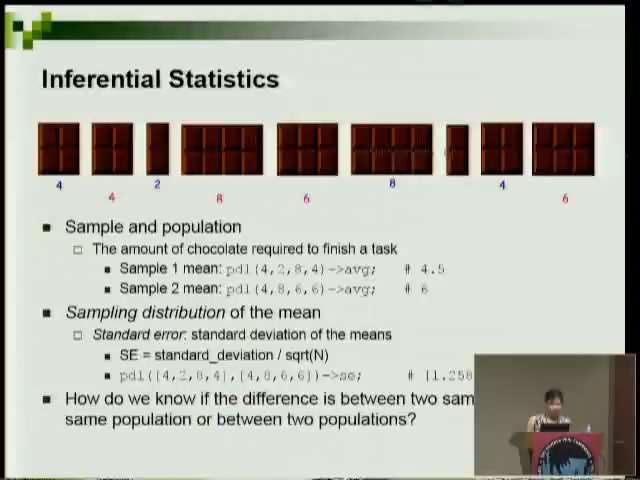 Inferential Statistics
4 4 2 8 6 8 4 6
Sample and population
The amount of chocolate required to finish a task
Sample 1 mean: pdl(4,2,8,4)->avg; # 4.5
Sample 2 mean: pdl(4,8,6,6)->avg; # 6
Sampling distribution of the mean
Standard error: standard deviation of the means
SE = standard_deviation / sqrt(N)
pdl([4,2,8,4],[4,8,6,6])->se; # [1.258
How do we know if the difference is between two sam
same population or between two populations?